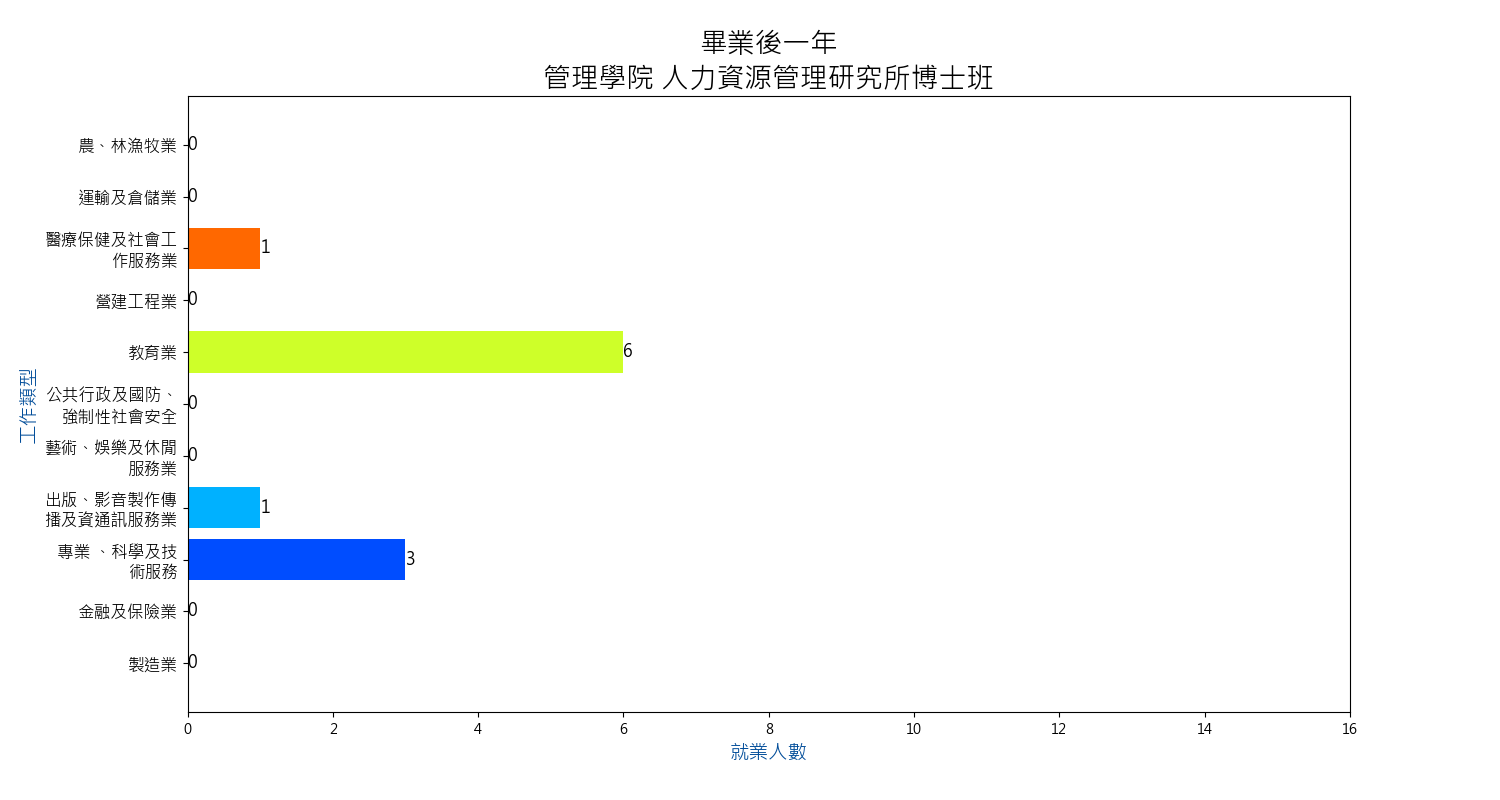 畢業後一年
管理學院 人力資源管理研究所博士班
農、林漁牧業
0
運輸及倉儲業
0
醫療保健及社會工
作服務業
1
營建工程業
0
教育業
6
公共行政及國防、
強制性社會安全
0
藝術、娛樂及休閒
服務業
0
出版、影音製作傳
播及資通訊服務業
1
專業 、科學及技
術服務
3
金融及保險業
0
製造業
0
工作類型
0 2 4 6 8 10 12 14 16
就業人數